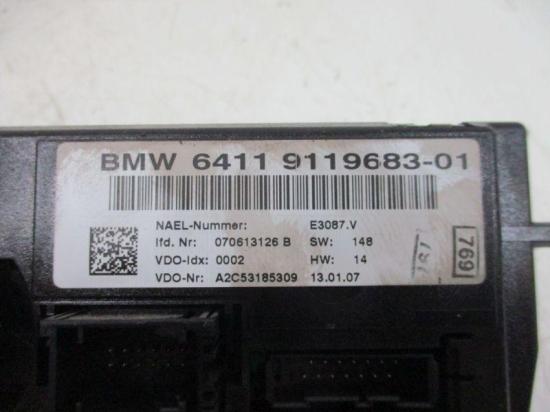 BMW 6411 9119683-01
NAEL-Nummer: E3087.V
lfd. Nr: 070613126 B SW: 148
VDO-Idx: 0002 HW: 14
VDO-Nr: A2C53185309 13.01.07
769